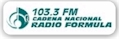 103.3 FM
CADENA NACIONAL
RADIO FORMULA